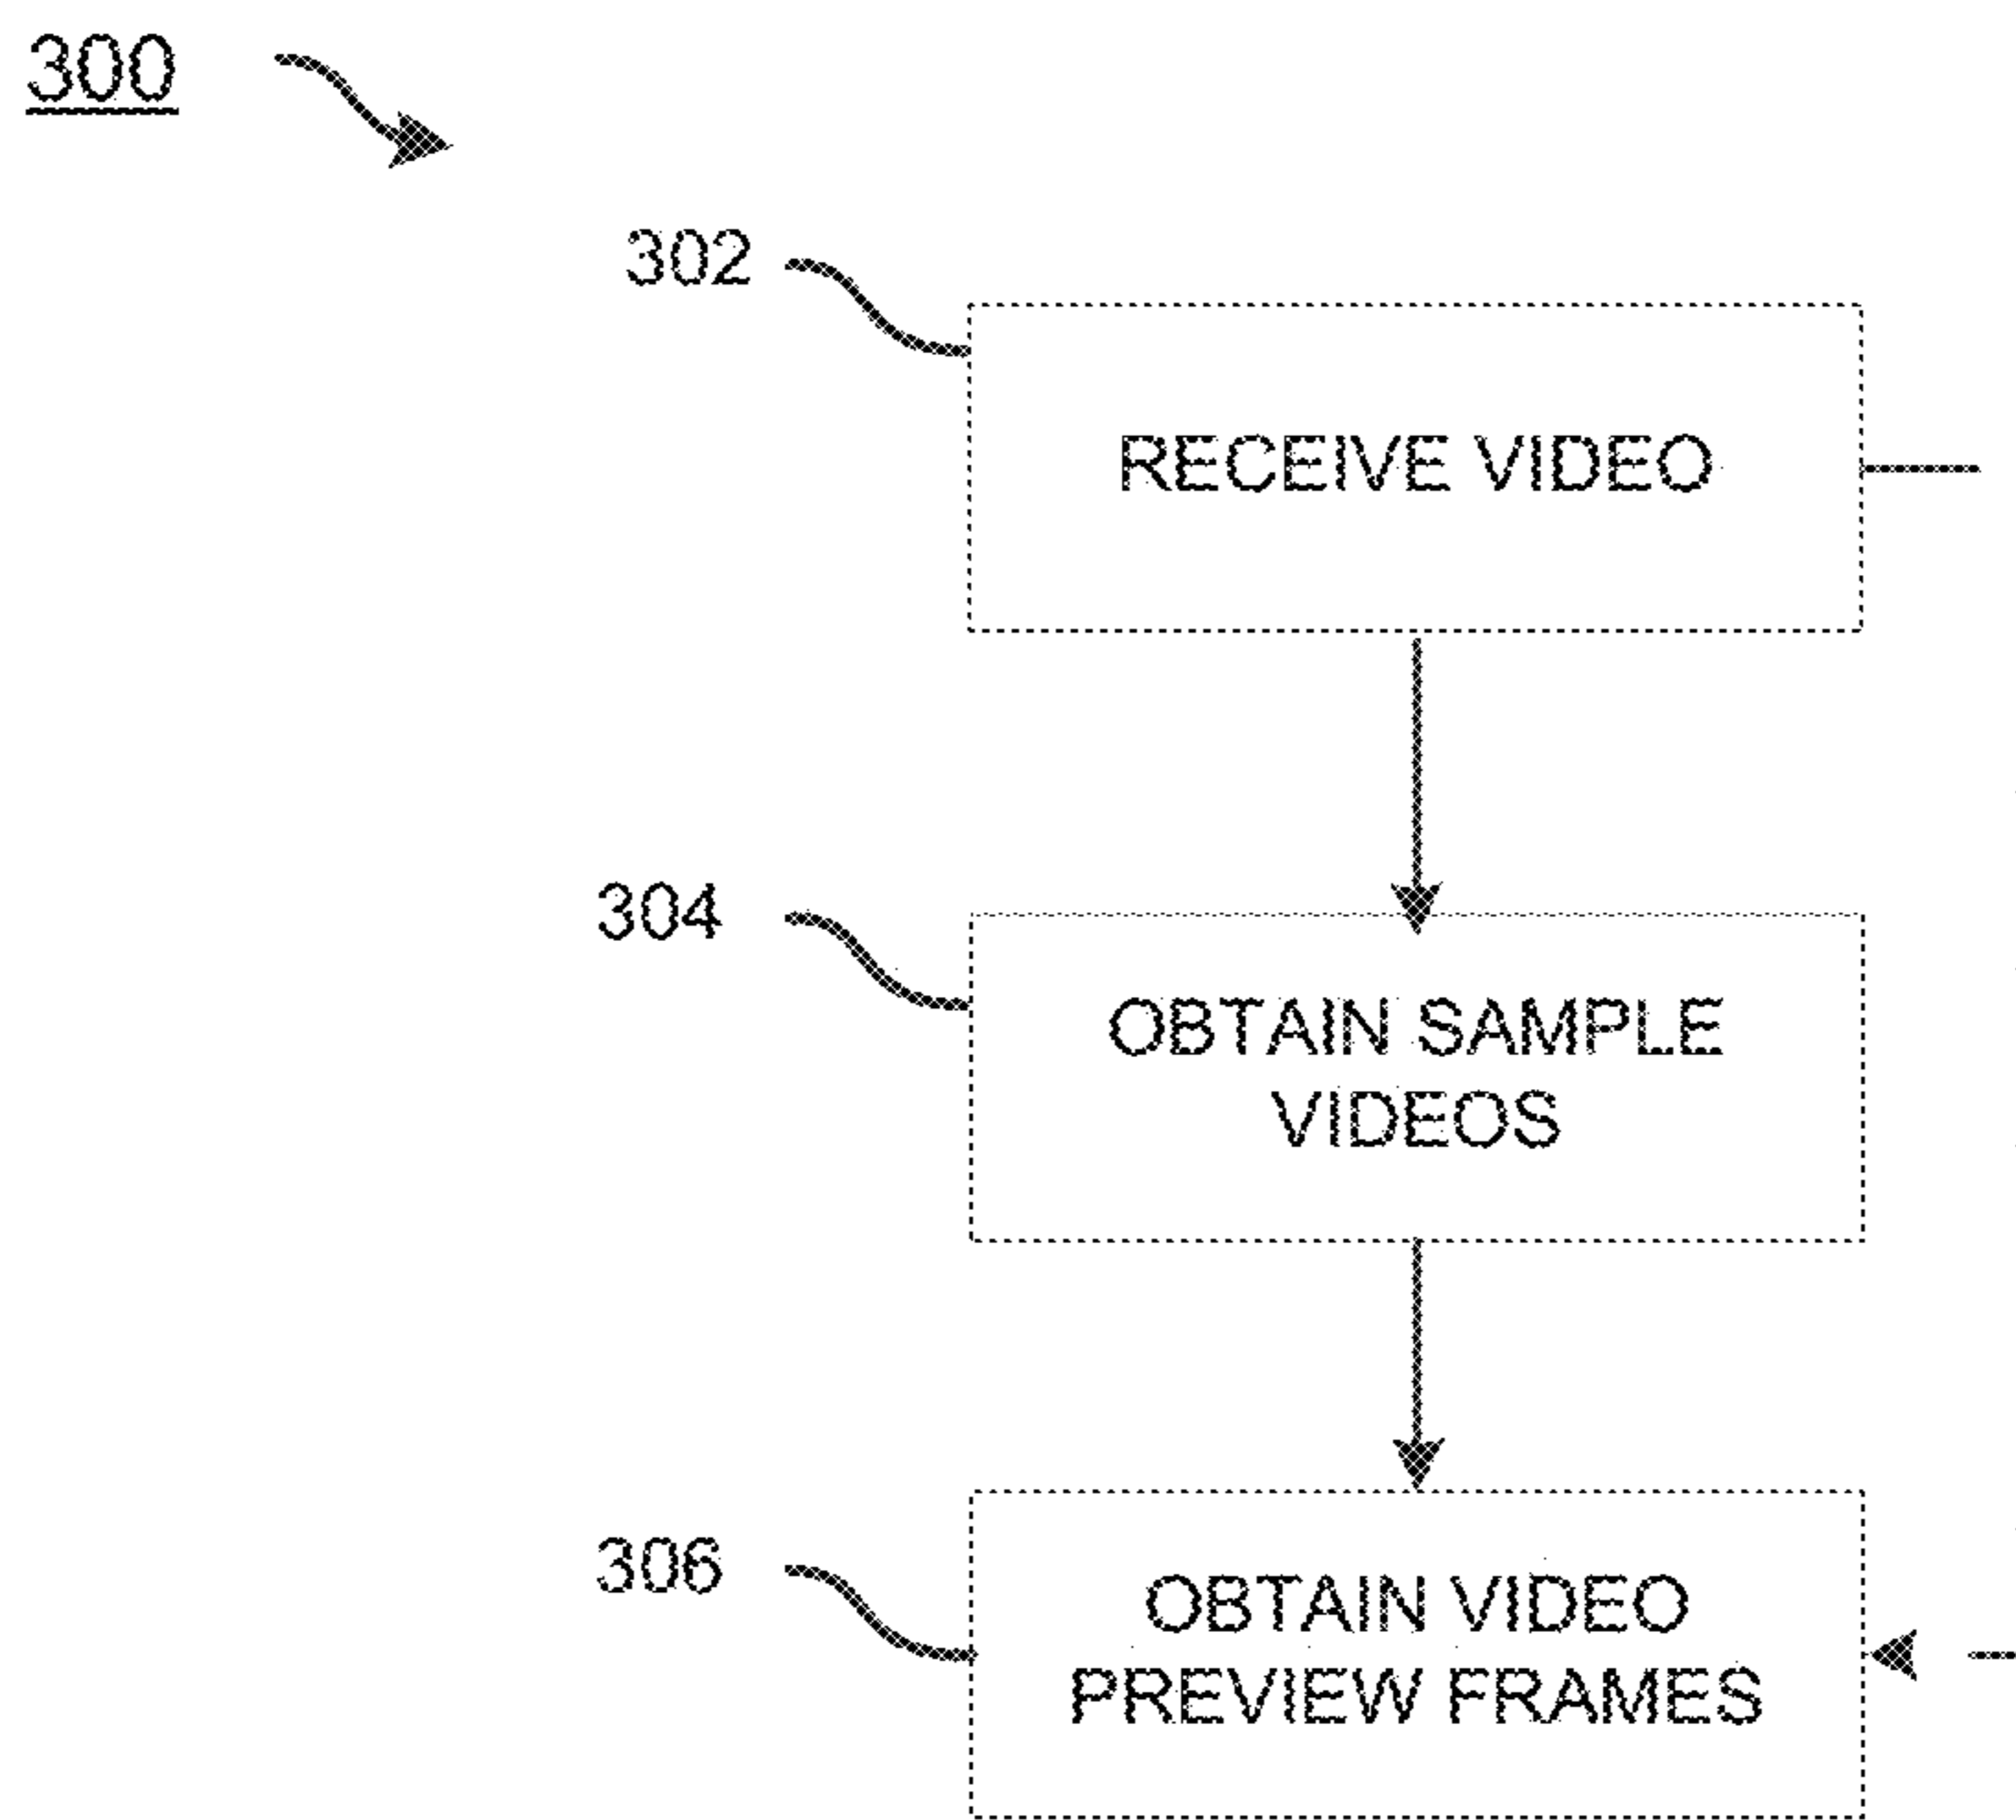 300
302
RECEIVE VIDEO
304
OBTAIN SAMPLE
VIDEOS
306
OBTAIN VIDEO
PREVIEW FRAMES